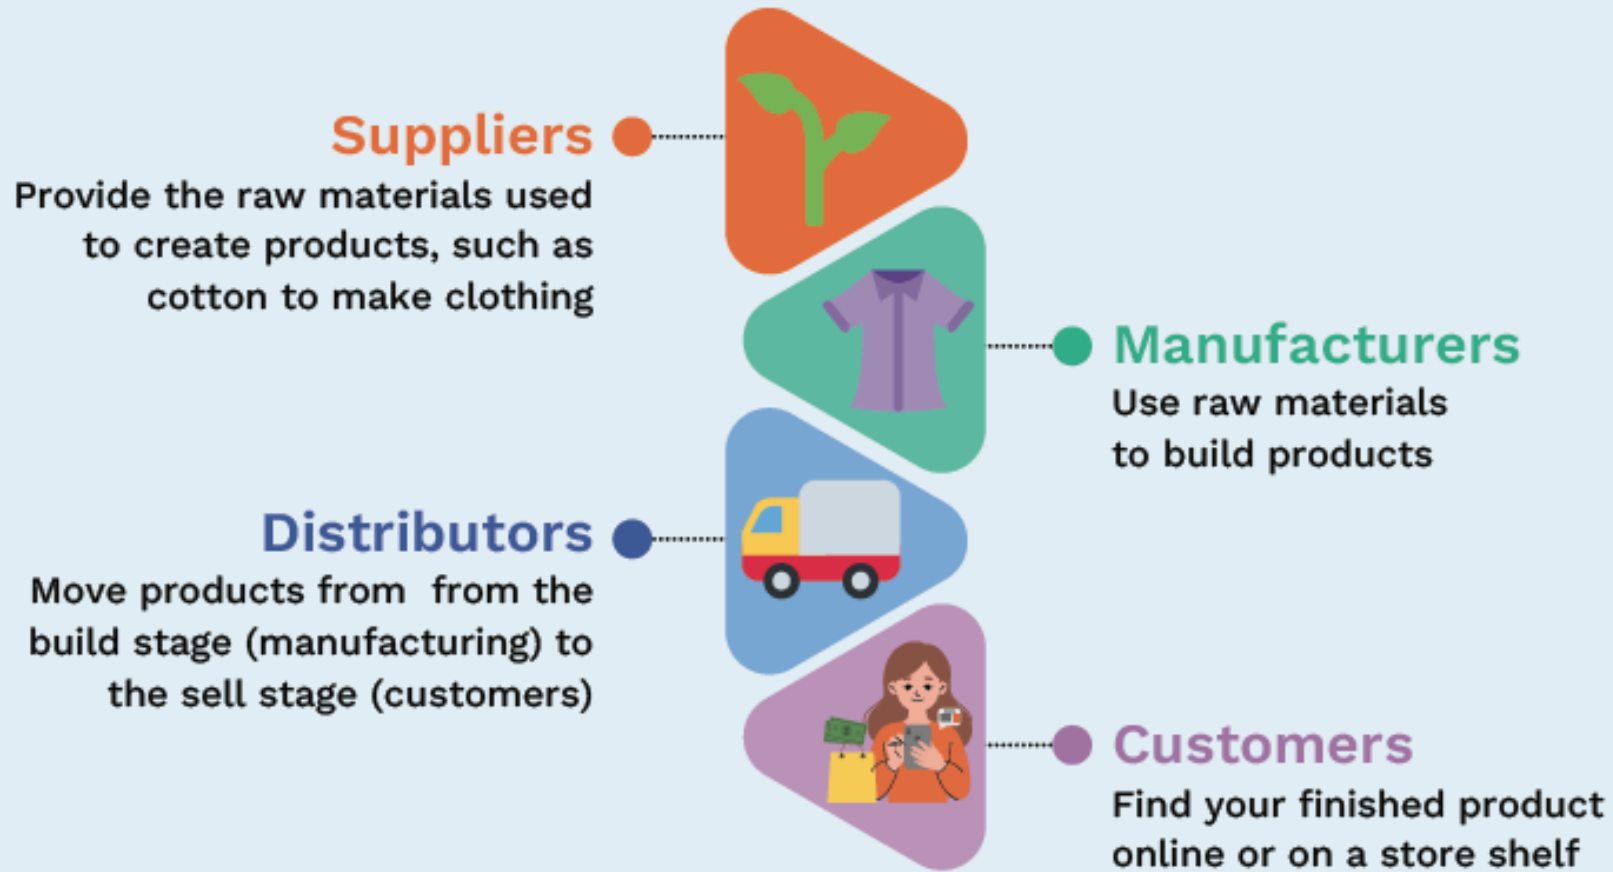 Suppliers
Provide the raw materials used
to create products, such as
cotton to make clothing
Manufacturers
Use raw materials
to build products
Distributors
Move products from  from the
build stage (manufacturing) to
the sell stage (customers)
Customers
Find your finished product
online or on a store shelf